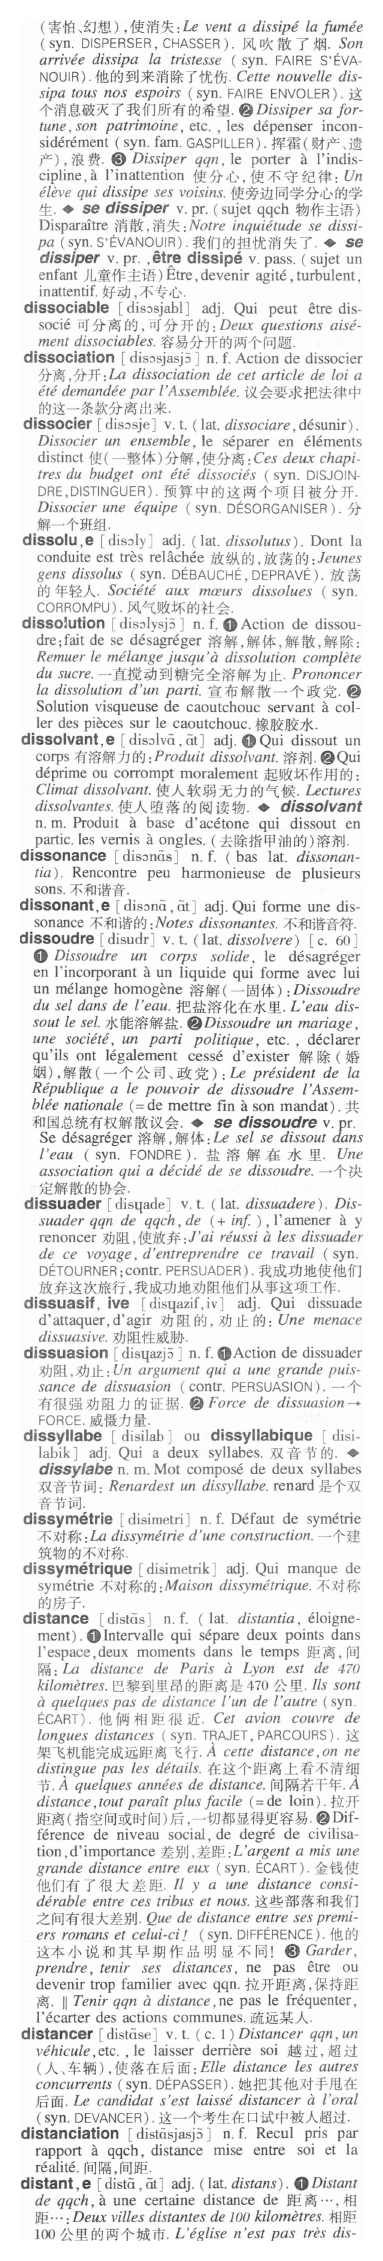 (害怕、幻想),使消失:Le vent a dissipé la fumée
(syn. DISPERSER, CHASSER). 风吹散了烟. Son
arrivée dissipa la tristesse (syn. FAIRE S'ÉVA-
NOUIR). 他的到来消除了忧伤. Cette nouvelle dis-
sipa tous nos espoirs (syn. FAIRE ENVOLER). 这
个消息破灭了我们所有的希望. ❷ Dissiper sa for-
tune, son patrimoine, etc., les dépenser incon-
sidérément (syn. fam. GASPILLER). 挥霍(财产、遗
产),浪费. ❸ Dissiper qqn, le porter à l'indis-
cipline, à l'inattention 使分心,使不守纪律:Un
élève qui dissipe ses voisins. 使旁边同学分心的学
生. ◆ se dissiper v. pr. (sujet qqch 物作主语)
Disparaître 消散,消失:Notre inquiétude se dissi-
pa (syn. S'ÉVANOUIR). 我们的担忧消失了. ◆ se
dissiper v. pr. ,être dissipé v. pass. (sujet un
enfant 儿童作主语) Être, devenir agité, turbulent,
inattentif. 好动,不专心.
dissociable [disɔsjabl] adj. Qui peut être dis-
socié 可分离的,可分开的:Deux questions aisé-
ment dissociables. 容易分开的两个问题.
dissociation [disɔsjasjɔ̃] n. f. Action de dissocier
分离,分开:La dissociation de cet article de loi a
été demandée par l'Assemblée. 议会要求把法律中
的这一条款分离出来.
dissocier [disɔsje] v. t. (lat. dissociare, désunir).
Dissocier un ensemble, le séparer en éléments
distinct 使(一整体)分解,使分离:Ces deux chapi-
tres du budget ont été dissociés (syn. DISJOIN-
DRE,DISTINGUER). 预算中的这两个项目被分开.
Dissocier une équipe (syn. DÉSORGANISER). 分
解一个班组.
dissolu, e [disɔly] adj. (lat. dissolutus). Dont la
conduite est très relâchée 放纵的,放荡的:Jeunes
gens dissolus (syn. DÉBAUCHÉ, DEPRAVÉ). 放荡
的年轻人. Société aux mœurs dissolues (syn.
CORROMPU). 风气败坏的社会.
dissolution [disɔlysjɔ̃] n. f. ❶ Action de dissou-
dre; fait de se désagréger 溶解,解体,解散,解除:
Remuer le mélange jusqu'à dissolution complète
du sucre. 一直搅动到糖完全溶解为止. Prononcer
la dissolution d'un parti. 宣布解散一个政党. ❷
Solution visqueuse de caoutchouc servant à col-
ler des pièces sur le caoutchouc. 橡胶胶水.
dissolvant, e [disɔlvɑ̃, ɑ̃t] adj. ❶ Qui dissout un
corps 有溶解力的:Produit dissolvant. 溶剂. ❷ Qui
déprime ou corrompt moralement 起败坏作用的:
Climat dissolvant. 使人软弱无力的气候. Lectures
dissolvantes. 使人堕落的阅读物. ◆ dissolvant
n. m. Produit à base d'acétone qui dissout en
partic. les vernis à ongles. (去除指甲油的)溶剂.
dissonance [disɔnɑ̃s] n. f. (bas lat. dissonan-
tia). Rencontre peu harmonieuse de plusieurs
sons. 不和谐音.
dissonant, e [disɔnɑ̃, ɑ̃t] adj. Qui forme une dis-
sonance 不和谐的:Notes dissonantes. 不和谐音符.
dissoudre [disudr] v. t. (lat. dissolvere) [c. 60]
❶ Dissoudre un corps solide, le désagréger
en l'incorporant à un liquide qui forme avec lui
un mélange homogène 溶解(一固体):Dissoudre
du sel dans de l'eau. 把盐溶化在水里. L'eau dis-
sout le sel. 水能溶解盐. ❷ Dissoudre un mariage,
une société, un parti politique, etc., déclarer
qu'ils ont légalement cessé d'exister 解除(婚
姻),解散(一个公司、政党):Le président de la
République a le pouvoir de dissoudre l'Assem-
blée nationale (= de mettre fin à son mandat). 共
和国总统有权解散议会. ◆ se dissoudre v. pr.
Se désagréger 溶解,解体:Le sel se dissout dans
l'eau (syn. FONDRE). 盐溶解在水里. Une
association qui a décidé de se dissoudre. 一个决
定解散的协会.
dissuader [disɥade] v. t. (lat. dissuadere). Dis-
suader qqn de qqch, de (+ inf.), l'amener à y
renoncer 劝阻,使放弃:J'ai réussi à les dissuader
de ce voyage, d'entreprendre ce travail (syn.
DÉTOURNER; contr. PERSUADER). 我成功地使他们
放弃这次旅行,我成功地劝阻他们从事这项工作.
dissuasif, ive [disɥazif, iv] adj. Qui dissuade
d'attaquer, d'agir 劝阻的,劝止的:Une menace
dissuasive. 劝阻性威胁.
dissuasion [disɥazjɔ̃] n. f. ❶ Action de dissuader
劝阻,劝止:Un argument qui a une grande puis-
sance de dissuasion (contr. PERSUASION). 一个
有很强劝阻力的证据. ❷ Force de dissuasion→
FORCE. 威慑力量.
dissyllabe [disilab] ou dissyllabique [disi-
labik] adj. Qui a deux syllabes. 双音节的. ◆
dissylabe n. m. Mot composé de deux syllabes
双音节词: Renardest un dissyllabe. renard 是个双
音节词.
dissymétrie [disimetri] n. f. Défaut de symétrie
不对称:La dissymétrie d'une construction. 一个建
筑物的不对称.
dissymétrique [disimetrik] adj. Qui manque de
symétrie 不对称的:Maison dissymétrique. 不对称
的房子.
distance [distɑ̃s] n. f. (lat. distantia, éloigne-
ment). ❶ Intervalle qui sépare deux points dans
l'espace, deux moments dans le temps 距离,间
隔: La distance de Paris à Lyon est de 470
kilomètres. 巴黎到里昂的距离是 470 公里. Ils sont
à quelques pas de distance l'un de l'autre (syn.
ÉCART). 他俩相距很近. Cet avion couvre de
longues distances (syn. TRAJET, PARCOURS). 这
架飞机能完成远距离飞行. À cette distance, on ne
distingue pas les détails. 在这个距离上看不清细
节. À quelques années de distance. 间隔若干年. À
distance, tout paraît plus facile (= de loin). 拉开
距离(指空间或时间)后,一切都显得更容易. ❷ Dif-
férence de niveau social, de degré de civilisa-
tion, d'importance 差别,差距:L'argent a mis une
grande distance entre eux (syn. ÉCART). 金钱使
他们有了很大差距. Il y a une distance consi-
dérable entre ces tribus et nous. 这些部落和我们
之间有很大差别. Que de distance entre ses premi-
ers romans et celui-ci! (syn. DIFFÉRENCE). 他的
这本小说和其早期作品明显不同! ❸ Garder,
prendre, tenir ses distances, ne pas être ou
devenir trop familier avec qqn. 拉开距离,保持距
离. ‖ Tenir qqn à distance, ne pas le fréquenter,
l'écarter des actions communes. 疏远某人.
distancer [distɑ̃se] v. t. (c. 1) Distancer qqn, un
véhicule, etc., le laisser derrière soi 越过,超过
(人、车辆),使落在后面:Elle distance les autres
concurrents (syn. DÉPASSER). 她把其他对手甩在
后面. Le candidat s'est laissé distancer à l'oral
(syn. DEVANCER). 这一个考生在口试中被人超过.
distanciation [distɑ̃sjasjɔ̃] n. f. Recul pris par
rapport à qqch, distance mise entre soi et la
réalité. 间隔,间距.
distant, e [distɑ̃, ɑ̃t] adj. (lat. distans). ❶ Distant
de qqch, à une certaine distance de 距离…,相
距…:Deux villes distantes de 100 kilomètres. 相距
100 公里的两个城市. L'église n'est pas très dis-